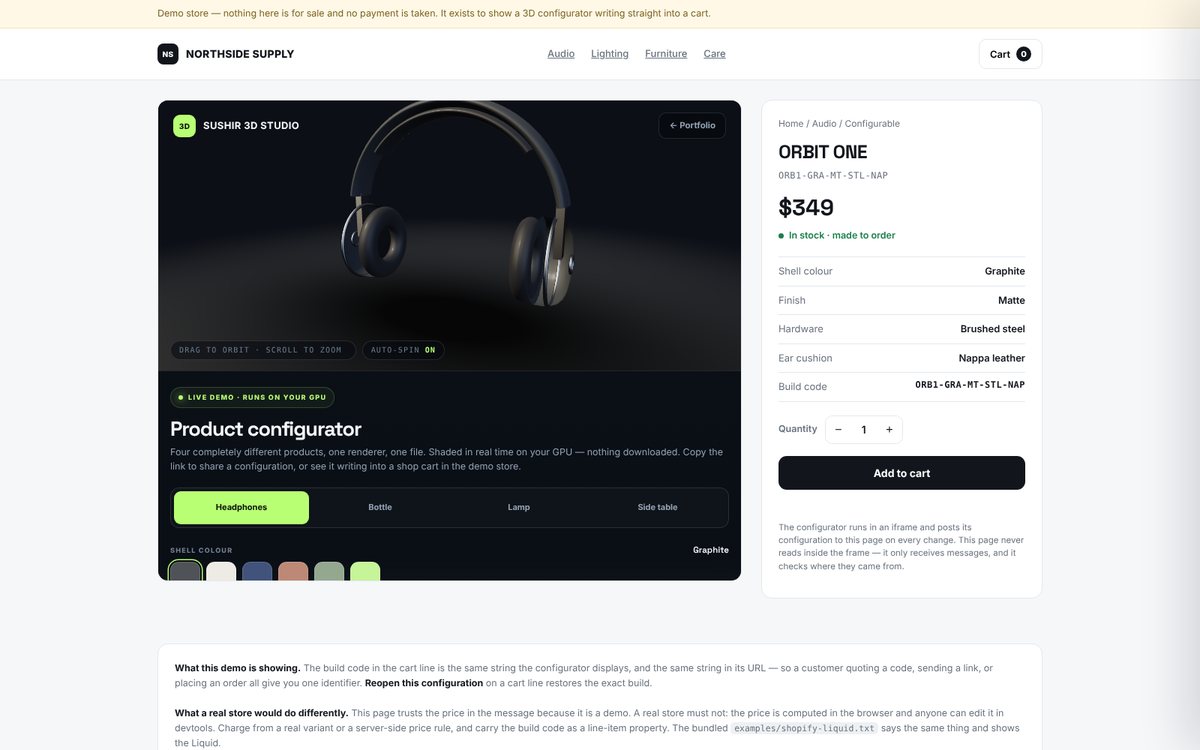 Demo store — nothing here is for sale and no payment is taken. It exists to show a 3D configurator writing straight into a cart.
NS NORTHSIDE SUPPLY
Audio Lighting Furniture Care
Cart 0
3D SUSHIR 3D STUDIO
← Portfolio
DRAG TO ORBIT · SCROLL TO ZOOM
AUTO-SPIN ON
LIVE DEMO · RUNS ON YOUR GPU
Product configurator
Four completely different products, one renderer, one file. Shaded in real time on your GPU — nothing downloaded. Copy the
link to share a configuration, or see it writing into a shop cart in the demo store.
Headphones Bottle Lamp Side table
SHELL COLOUR Graphite
Home / Audio / Configurable
ORBIT ONE
ORB1-GRA-MT-STL-NAP
$349
In stock · made to order
Shell colour Graphite
Finish Matte
Hardware Brushed steel
Ear cushion Nappa leather
Build code ORB1-GRA-MT-STL-NAP
Quantity − 1 +
Add to cart
The configurator runs in an iframe and posts its
configuration to this page on every change. This page never
reads inside the frame — it only receives messages, and it
checks where they came from.
What this demo is showing. The build code in the cart line is the same string the configurator displays, and the same string in its URL — so a customer quoting a code, sending a link, or
placing an order all give you one identifier. Reopen this configuration on a cart line restores the exact build.
What a real store would do differently. This page trusts the price in the message because it is a demo. A real store must not: the price is computed in the browser and anyone can edit it in
devtools. Charge from a real variant or a server-side price rule, and carry the build code as a line-item property. The bundled examples/shopify-liquid.txt says the same thing and shows
the Liquid.